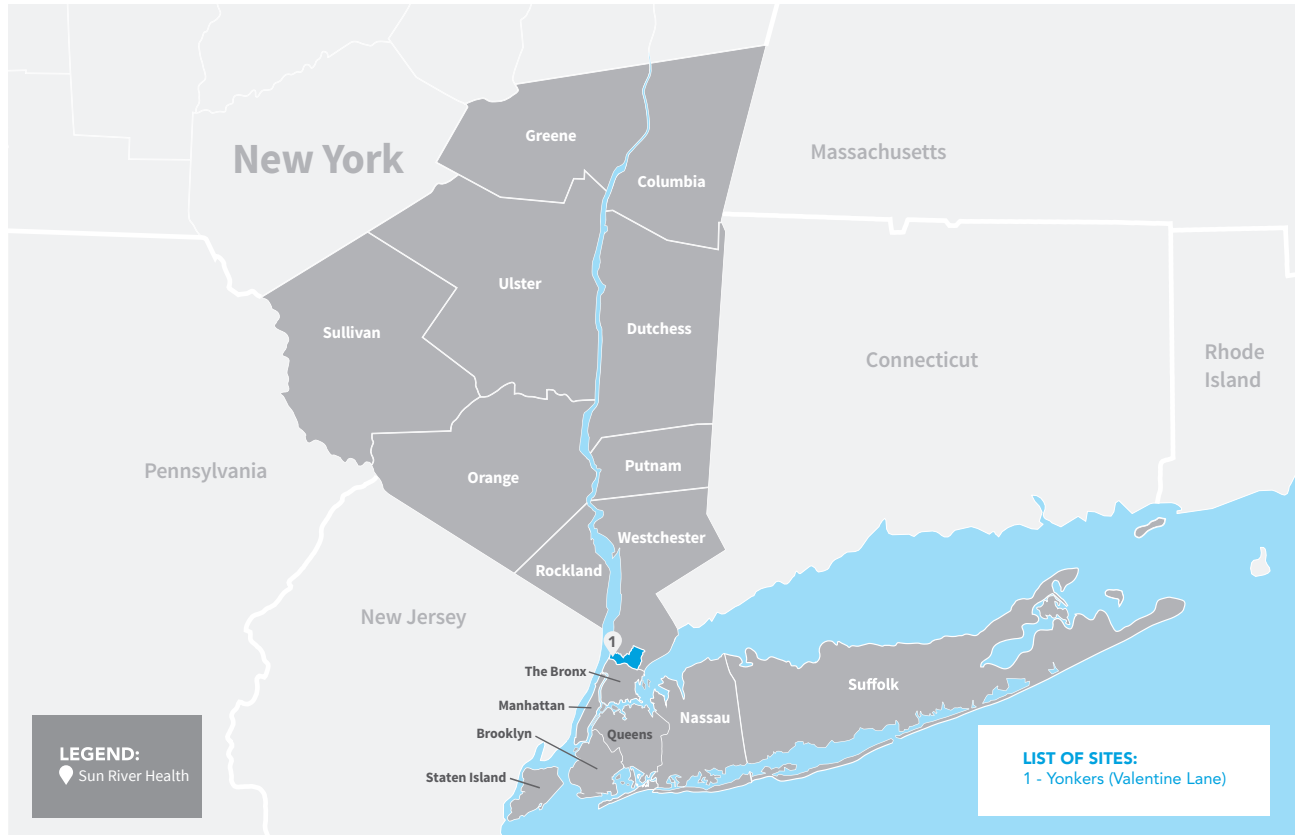 Greene
New York
Massachusetts
Columbia
Ulster
Sullivan
Dutchess
Connecticut
Rhode
Island
Pennsylvania
Putnam
Orange
Westchester
Rockland
New Jersey
1
The Bronx
Suffolk
Manhattan
Nassau
Brooklyn
Queens
Staten Island
LEGEND:
Sun River Health
LIST OF SITES:
1 - Yonkers (Valentine Lane)